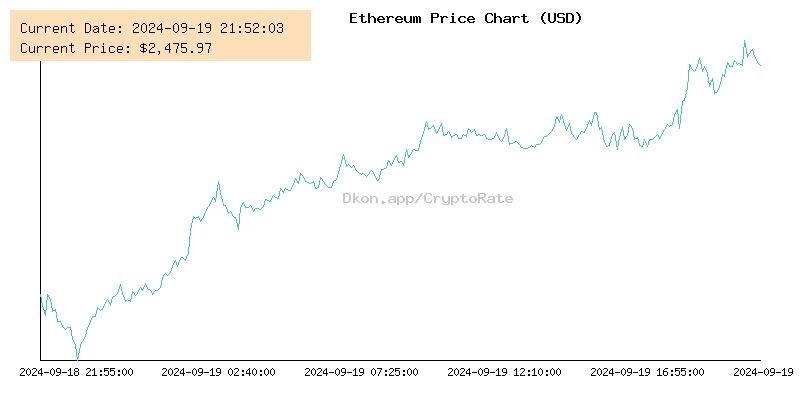 Ethereum Price Chart (USD)
Current Date: 2024-09-19 21:52:03
Current Price: $2,475.97
Dkon.app/CryptoRate
2024-09-18 21:55:00
2024-09-19 02:40:00
2024-09-19 07:25:00
2024-09-19 12:10:00
2024-09-19 16:55:00
2024-09-19